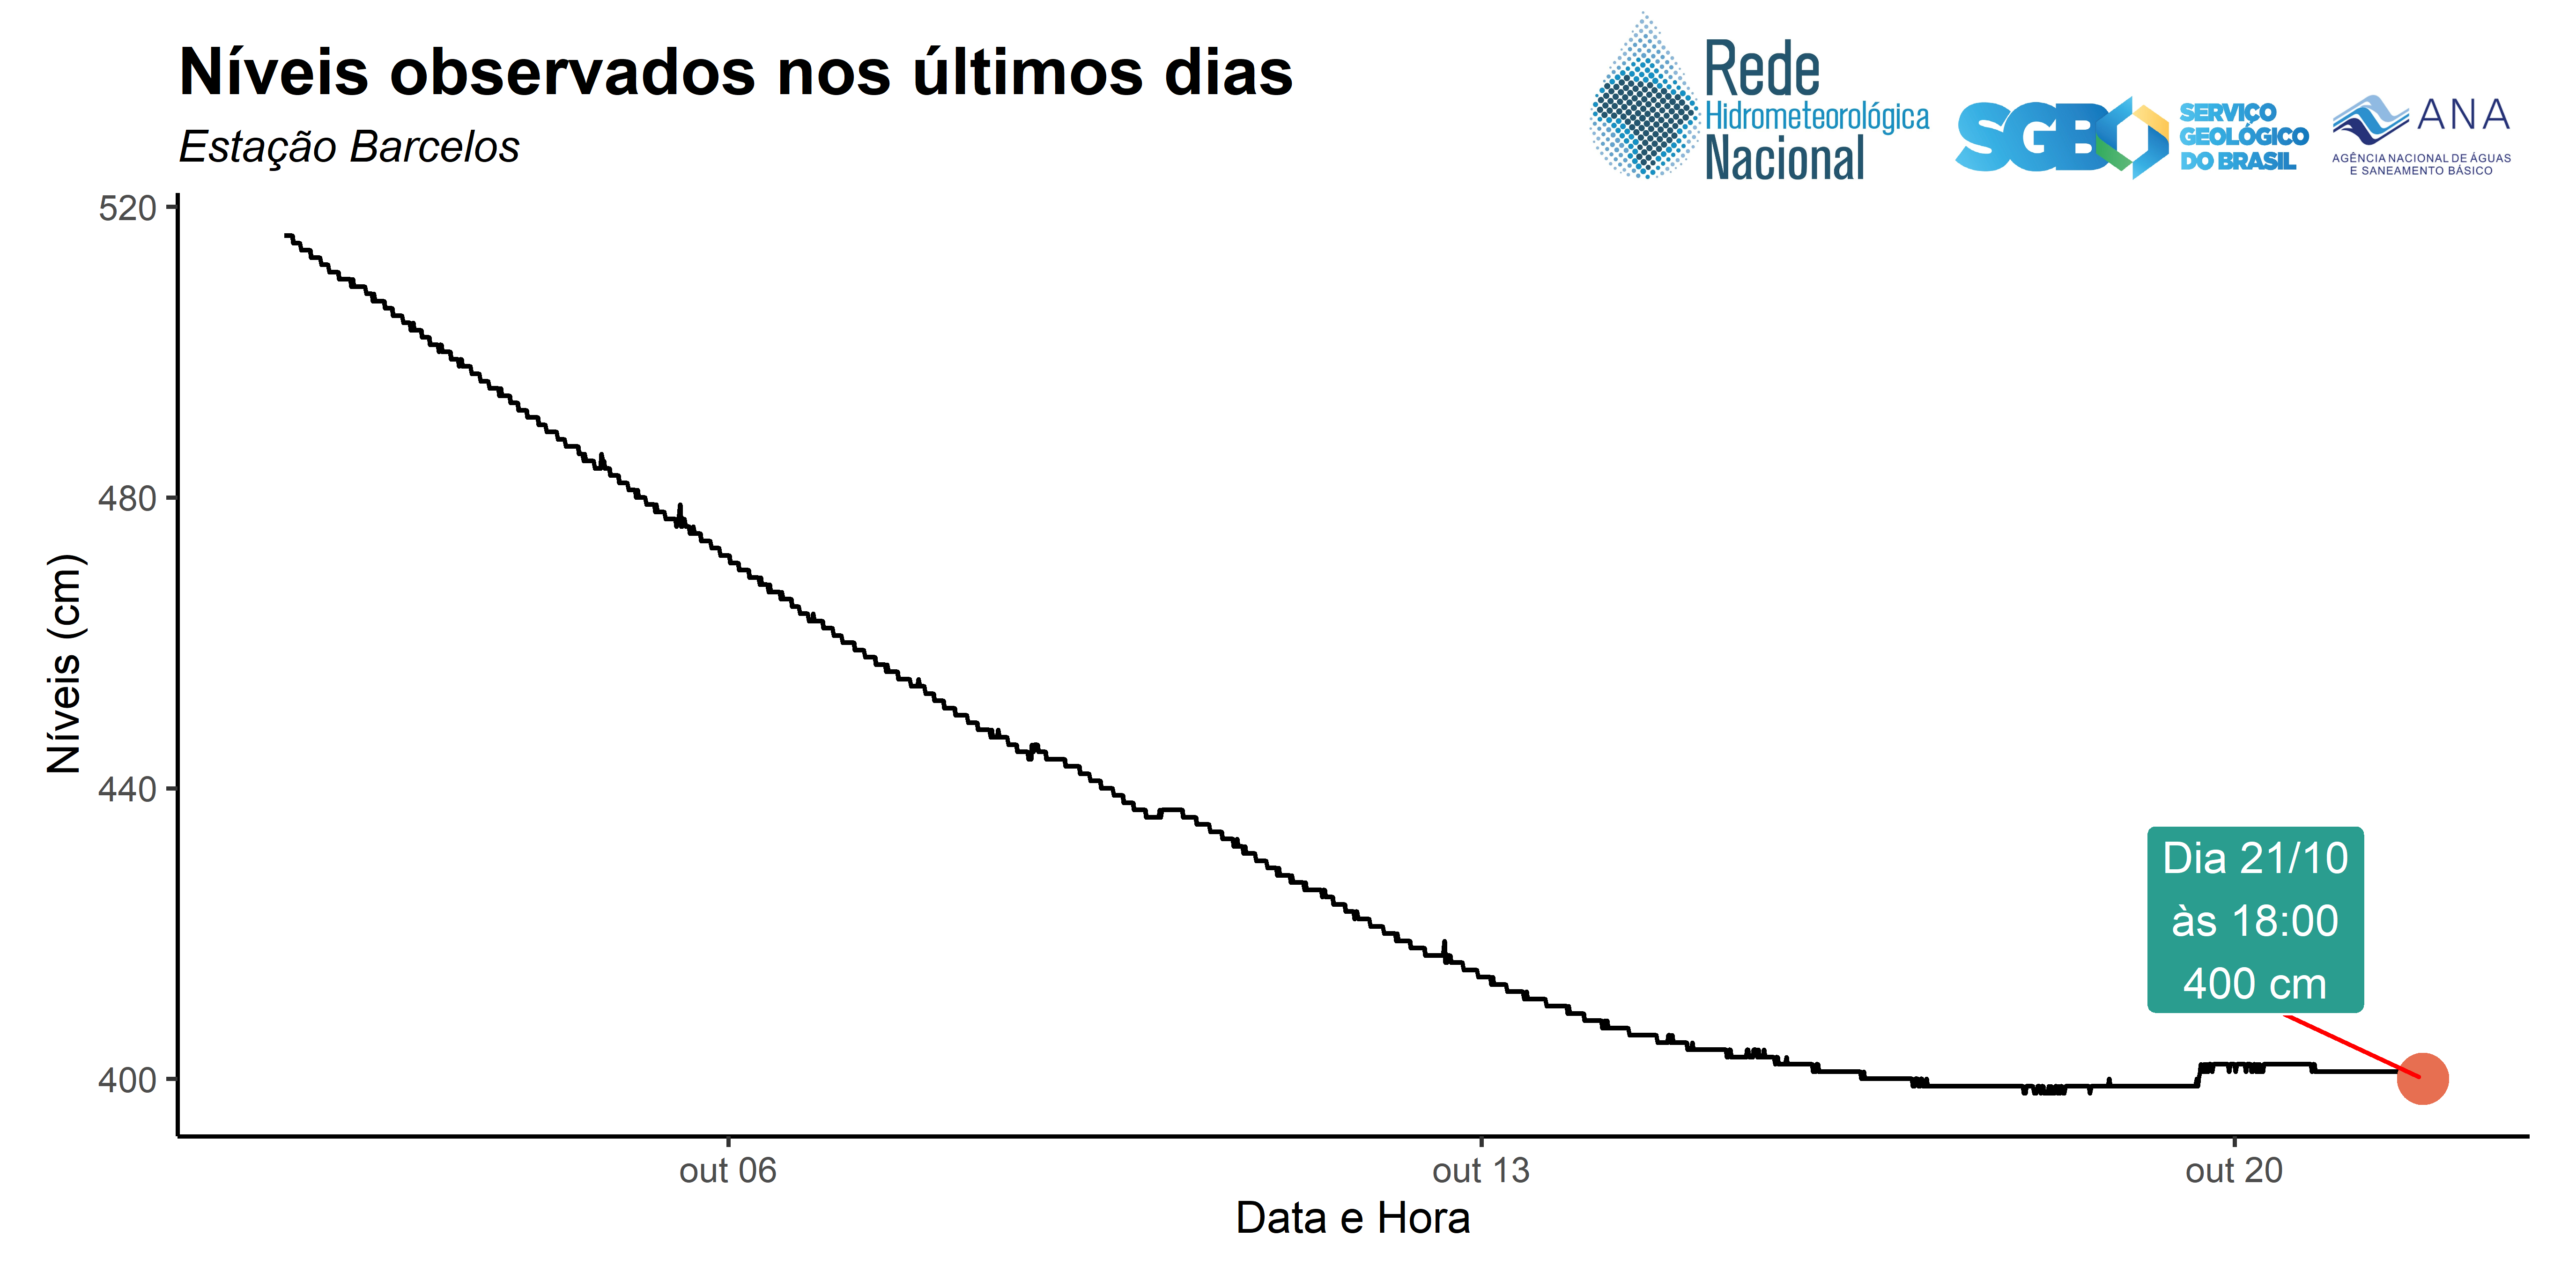 Níveis observados nos últimos dias
Estação Barcelos
Rede
Hidrometeorológica
Nacional
SGB
SERVIÇO
GEOLÓGICO
DO BRASIL
ANA
AGÊNCIA NACIONAL DE ÁGUAS
E SANEAMENTO BÁSICO
520
480
440
400
Níveis (cm)
Dia 21/10
às 18:00
400 cm
out 06
out 13
out 20
Data e Hora